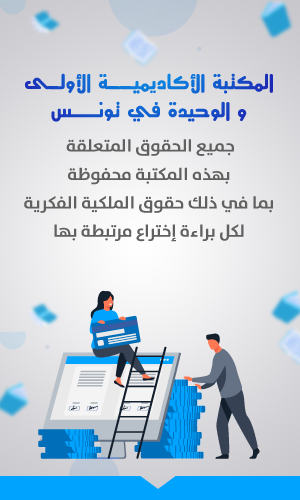 المكتبة الأكاديميـــة الأولــى
و الوحيدة في تونـــس
جميع الحقوق المتعلقة
بهذه المكتبة محفوظة
بما في ذلك حقوق الملكية الفكرية
لكل براءة إختراع مرتبطة بها